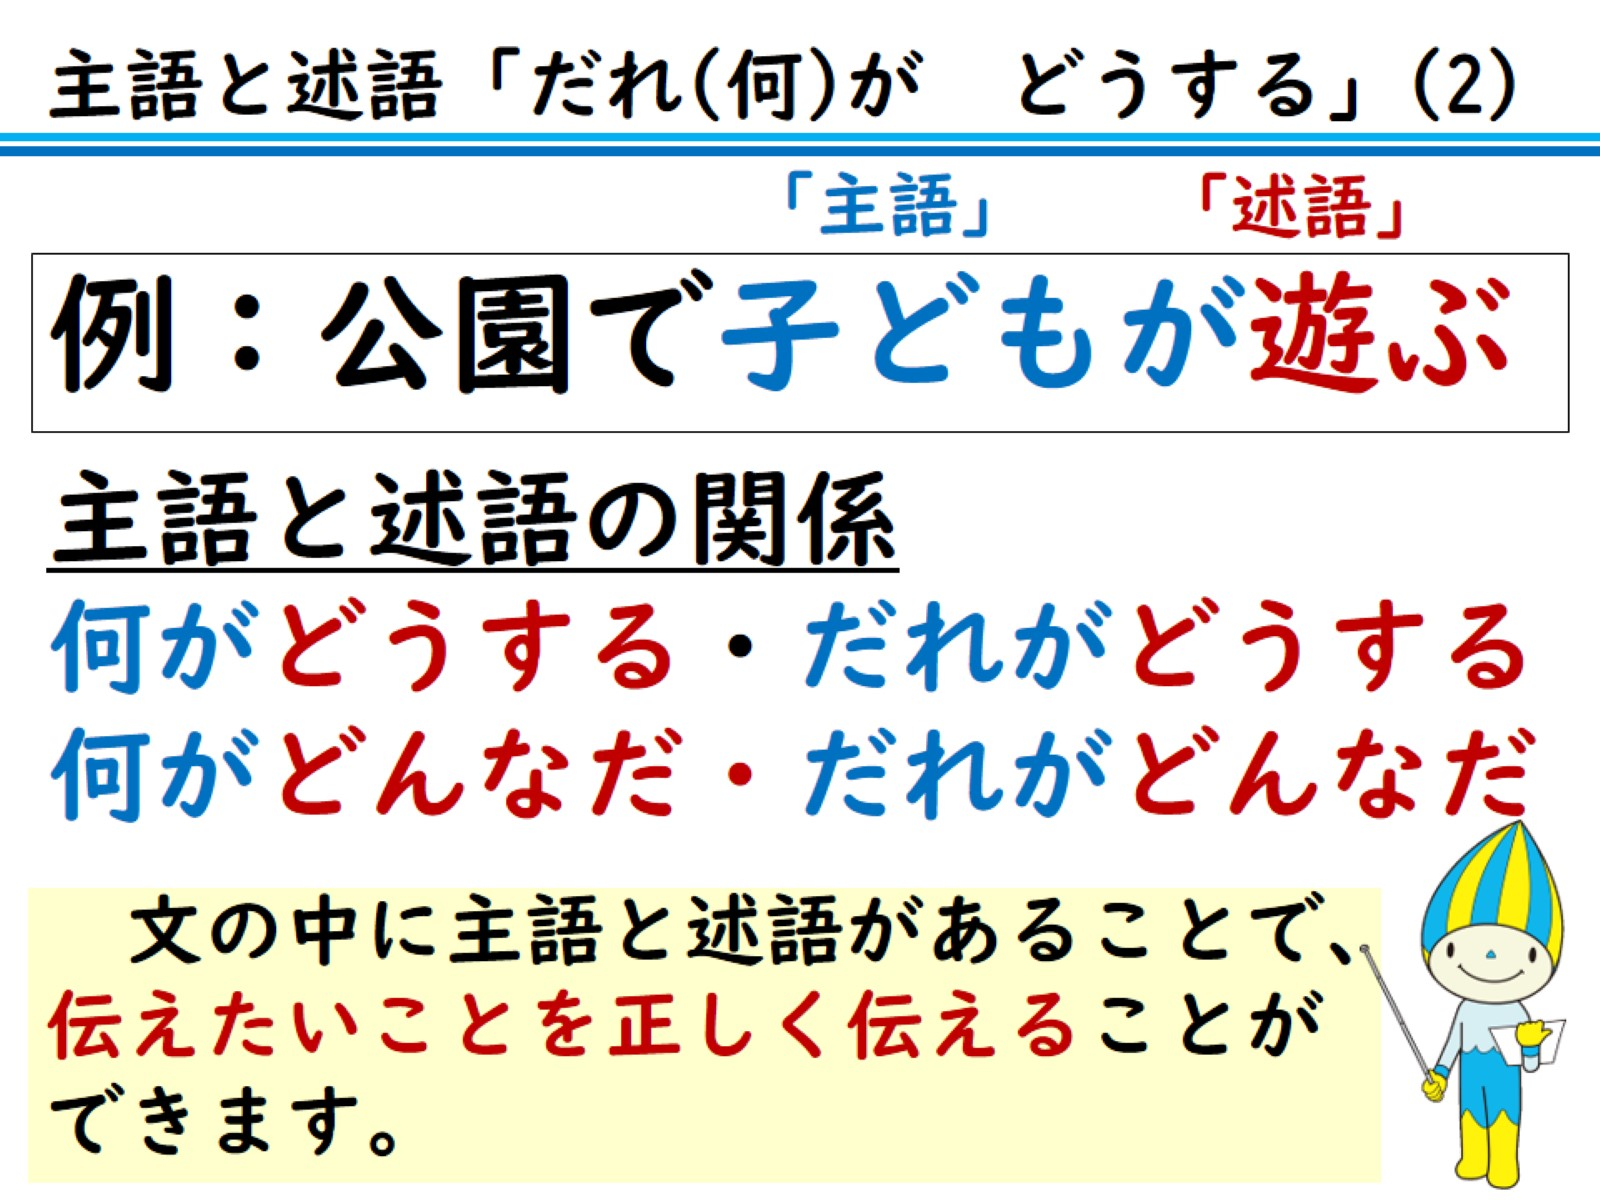 主語と述語「だれ(何)が　どうする」(2)
「主語」　「述語」
例：公園で子どもが遊ぶ
主語と述語の関係
何がどうする・だれがどうする
何がどんなだ・だれがどんなだ
文の中に主語と述語があることで、
伝えたいことを正しく伝えることが
できます。